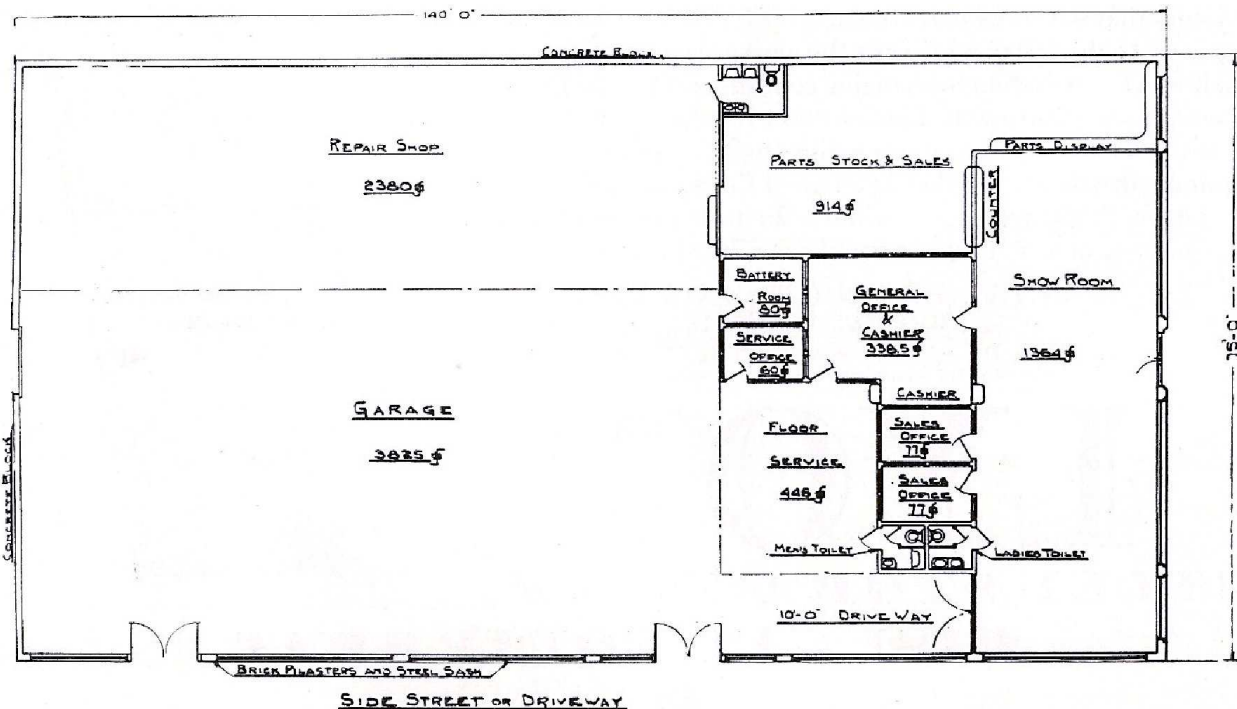 140'-0"
CONCRETE BLOCK
REPAIR SHOP
2380 ⌗
PARTS STOCK & SALES
914 ⌗
PARTS DISPLAY
COUNTER
BATTERY
ROOM
80 ⌗
SERVICE
OFFICE
60 ⌗
GENERAL
OFFICE
&
CASHIER
338.5 ⌗
CASHIER
SHOW ROOM
1364 ⌗
75'-0"
GARAGE
3825 ⌗
CONCRETE BLOCK
FLOOR
SERVICE
446 ⌗
SALES
OFFICE
77 ⌗
SALES
OFFICE
77 ⌗
MEN'S TOILET
LADIES TOILET
10'-0" DRIVE WAY
BRICK PILASTERS AND STEEL SASH
SIDE STREET OR DRIVEWAY